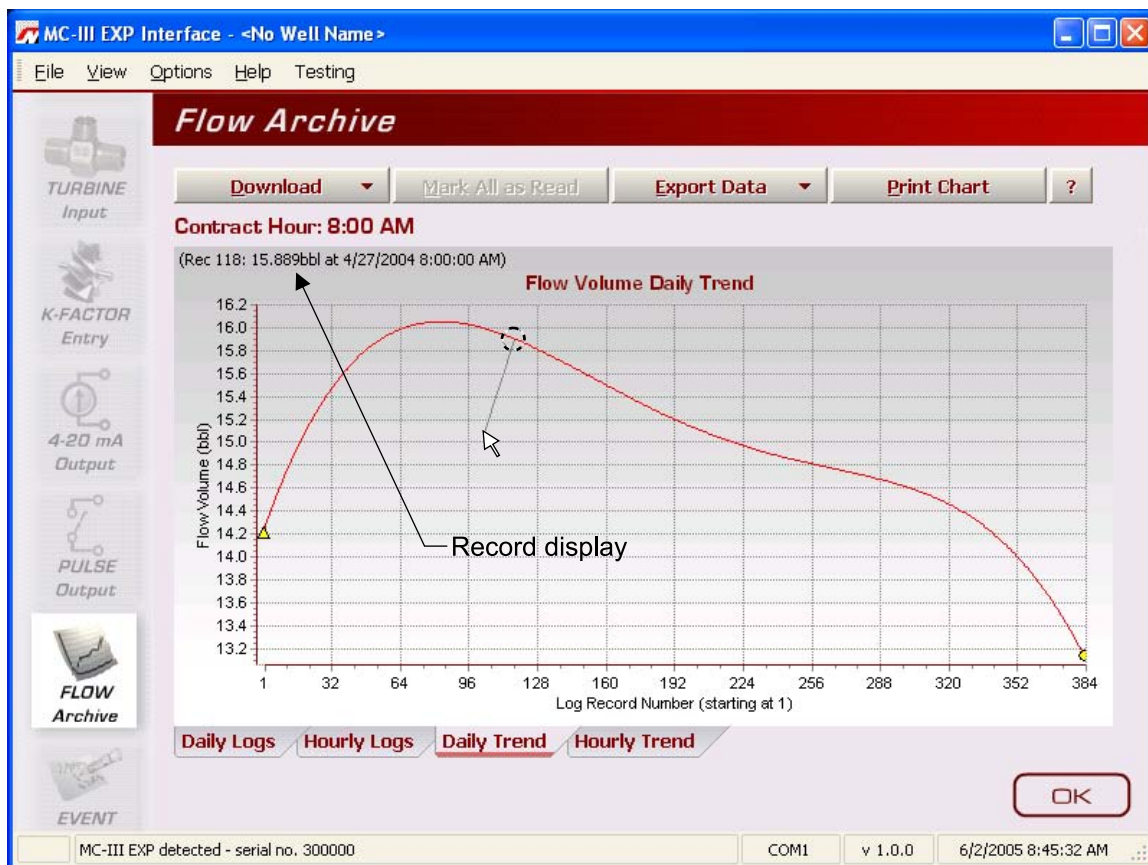 MC-III EXP Interface - <No Well Name>
File View Options Help Testing
Flow Archive
TURBINE
Input
K-FACTOR
Entry
4-20 mA
Output
PULSE
Output
FLOW
Archive
EVENT
Download Mark All as Read Export Data Print Chart ?
Contract Hour: 8:00 AM
(Rec 118: 15.889bbl at 4/27/2004 8:00:00 AM)
Flow Volume Daily Trend
Flow Volume (bbl)
16.2
16.0
15.8
15.6
15.4
15.2
15.0
14.8
14.6
14.4
14.2
14.0
13.8
13.6
13.4
13.2
Record display
1 32 64 96 128 160 192 224 256 288 320 352 384
Log Record Number (starting at 1)
Daily Logs Hourly Logs Daily Trend Hourly Trend
OK
MC-III EXP detected - serial no. 300000 COM1 v 1.0.0 6/2/2005 8:45:32 AM